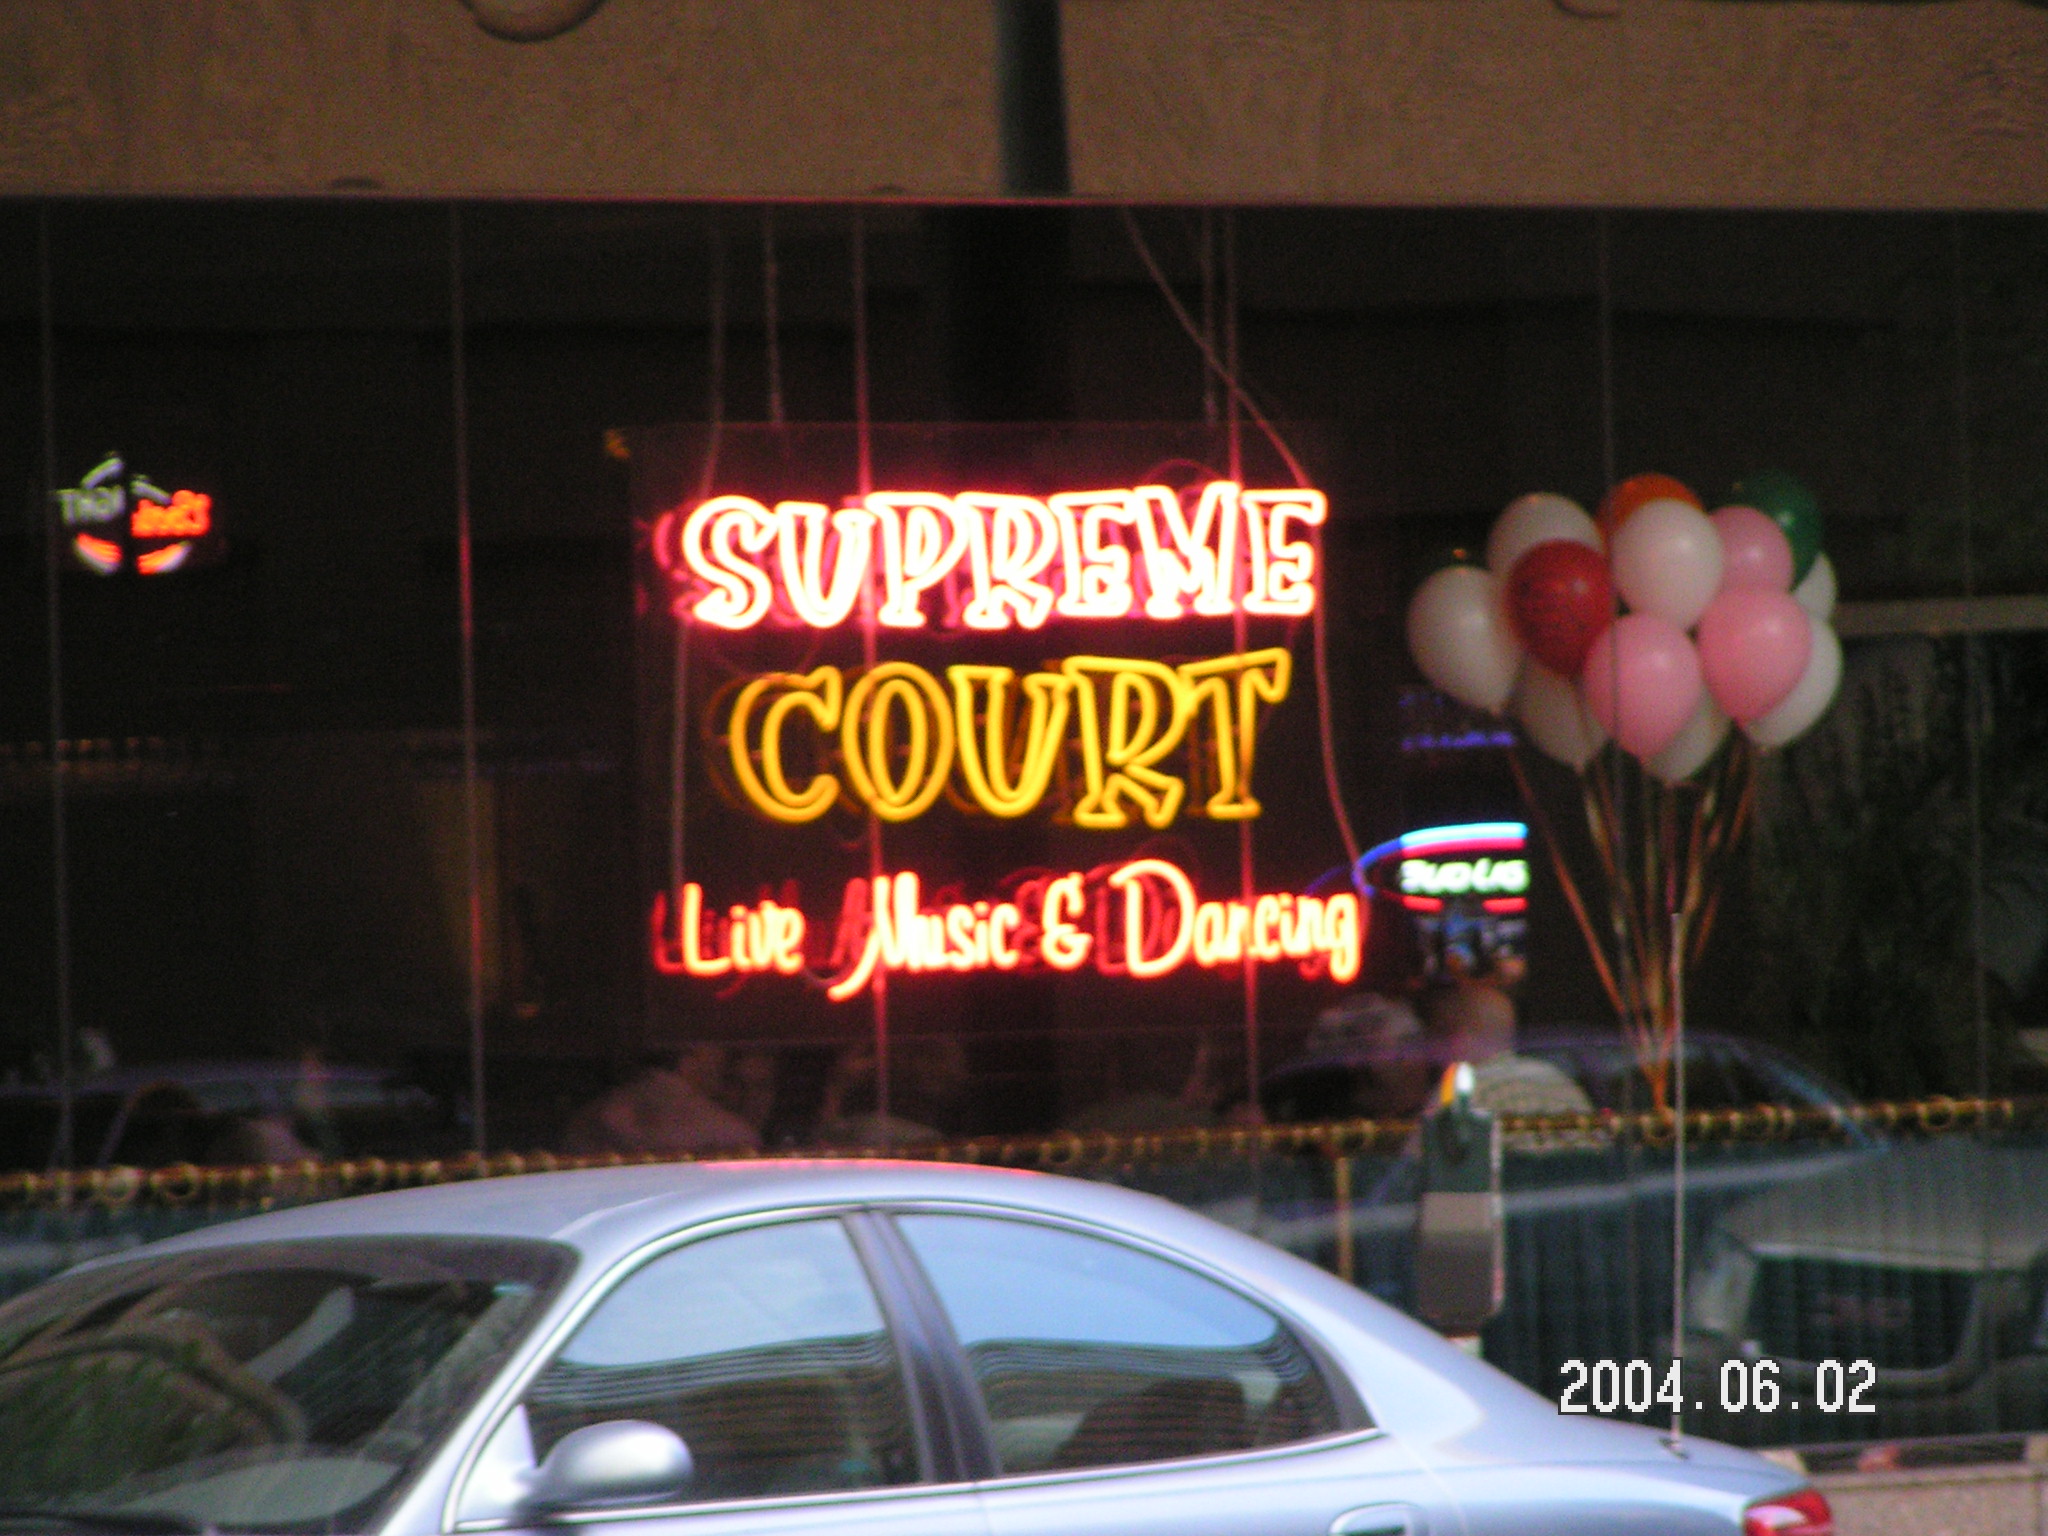 SUPREME
COURT
Live Music & Dancing
2004.06.02